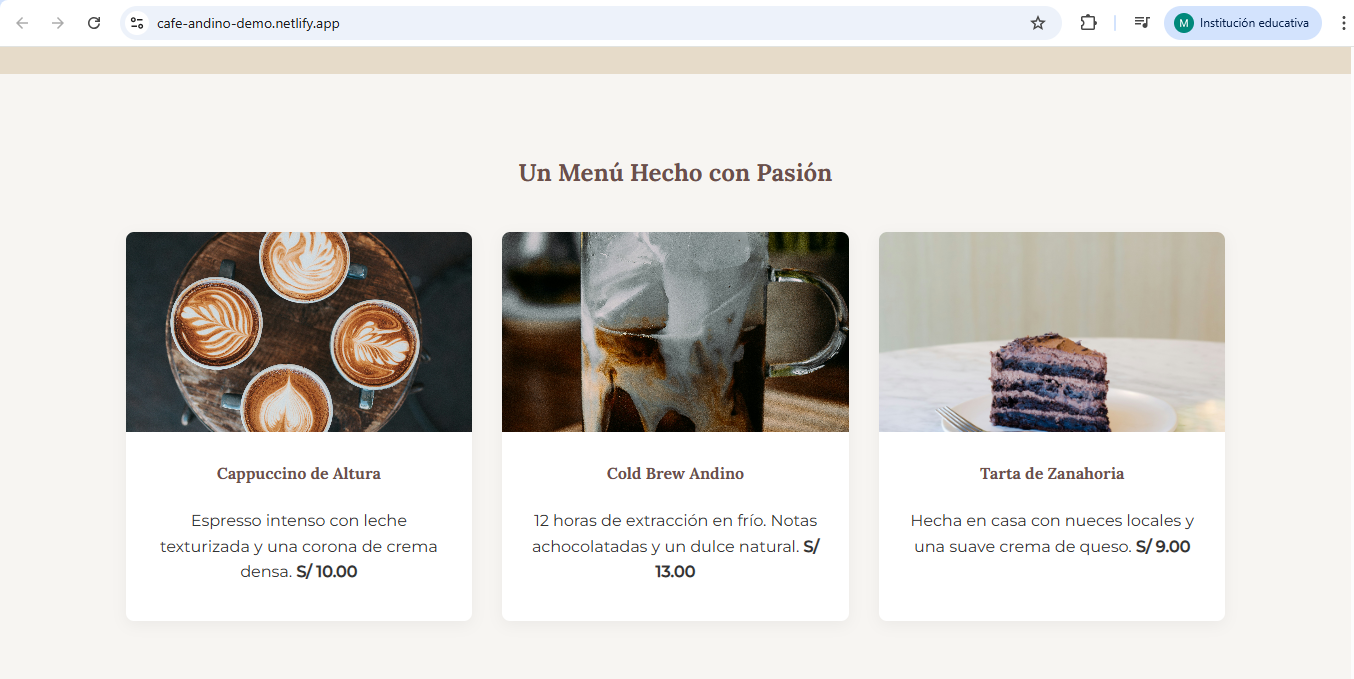 cafe-andino-demo.netlify.app
M Institución educativa
Un Menú Hecho con Pasión
Cappuccino de Altura
Espresso intenso con leche
texturizada y una corona de crema
densa. S/ 10.00
Cold Brew Andino
12 horas de extracción en frío. Notas
achocolatadas y un dulce natural. S/
13.00
Tarta de Zanahoria
Hecha en casa con nueces locales y
una suave crema de queso. S/ 9.00